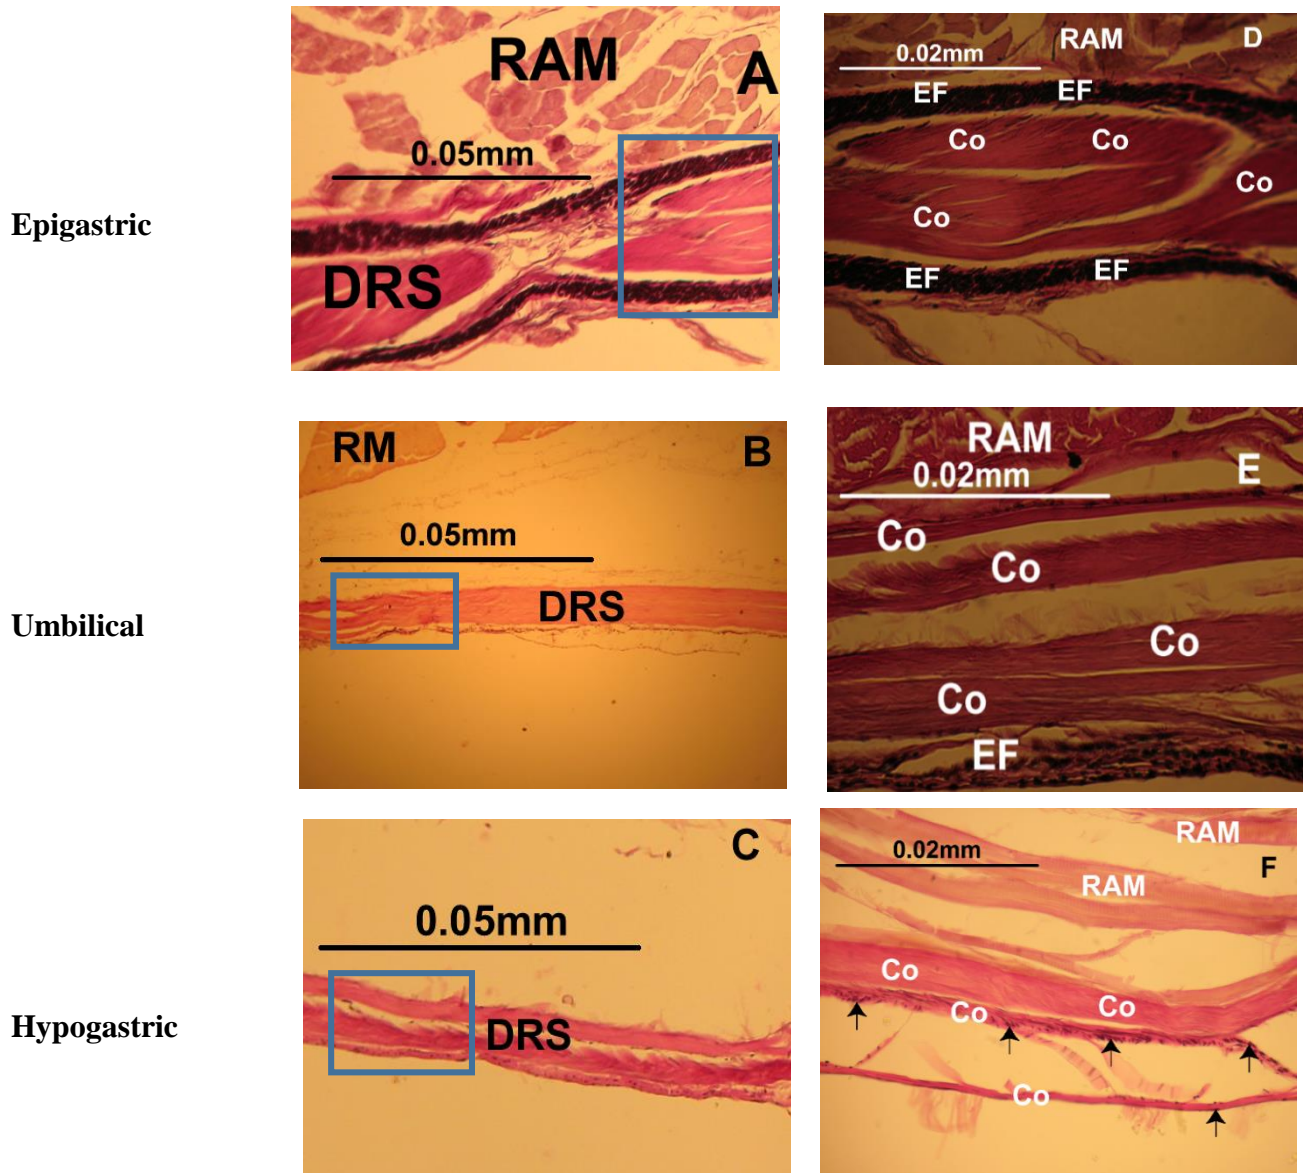 Epigastric
RAM
A
0.05mm
DRS
RAM
D
0.02mm
EF
EF
Co
Co
Co
Co
EF
EF
Umbilical
RM
B
0.05mm
DRS
RAM
0.02mm
E
Co
Co
Co
Co
EF
Hypogastric
C
0.05mm
DRS
RAM
0.02mm
F
RAM
Co
Co
Co
Co